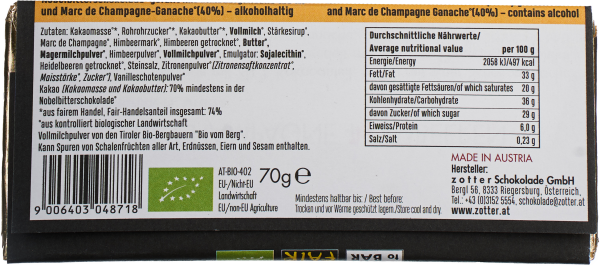 und Marc de Champagne-Ganache*(40%) – alkoholhaltig
and Marc de Champagne Ganache*(40%) – contains alcohol
Zutaten: Kakaomasse°*, Rohrohrzucker°*, Kakaobutter°*, Vollmilch*, Stärkesirup*,
Marc de Champagne*, Himbeermark*, Himbeeren getrocknet*, Butter*,
Magermilchpulver*, Himbeerpulver*, Vollmilchpulver*, Emulgator: Sojalecithin*,
Heidelbeeren getrocknet*, Steinsalz, Zitronenpulver*(Zitronensaftkonzentrat*,
Maisstärke*, Zucker*), Vanilleschotenpulver*
Kakao (Kakaomasse und Kakaobutter): 70% mindestens in der
Nobelbitterschokolade*
°aus fairem Handel, Fair-Handelsanteil insgesamt: 74%
*aus kontrolliert biologischer Landwirtschaft
Vollmilchpulver von den Tiroler Bio-Bergbauern "Bio vom Berg".
Kann Spuren von Schalenfrüchten aller Art, Erdnüssen, Eiern und Sesam enthalten.
Durchschnittliche Nährwerte/
Average nutritional value per 100 g
Energie/Energy 2058 kJ/497 kcal
Fett/Fat 33 g
davon gesättigte Fettsäuren/of which saturates 20 g
Kohlenhydrate/Carbohydrate 36 g
davon Zucker/of which sugar 29 g
Eiweiss/Protein 6,0 g
Salz/Salt 0,23 g
MADE IN AUSTRIA
Hersteller:
zotter Schokolade GmbH
Bergl 56, 8333 Riegersburg, Österreich,
Tel.: +43 (0)3152 5554, schokolade@zotter.at
www.zotter.at
9 006403 048718
AT-BIO-402
EU-/Nicht-EU
Landwirtschaft
EU/non-EU Agriculture
70g e
Mindestens haltbar bis: / Best before:
Trocken und vor Wärme geschützt lagern./Store cool and dry.
FAIR
to BAR